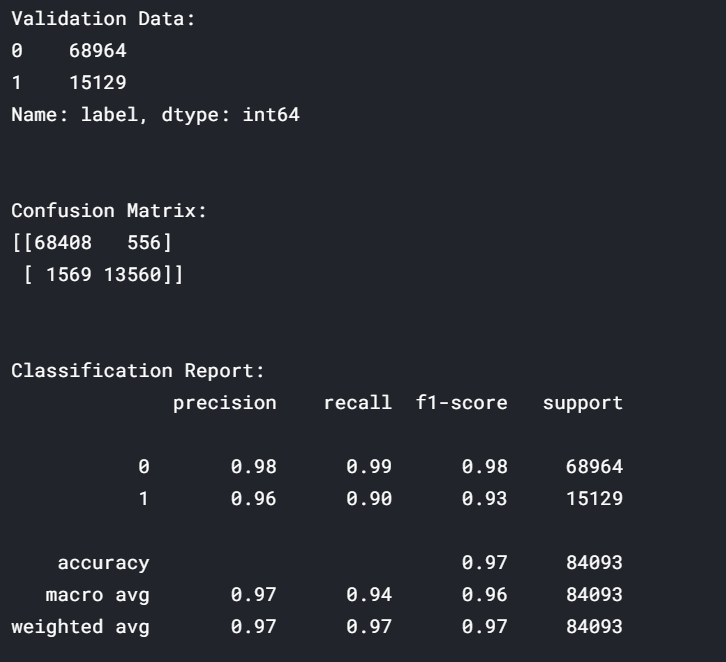 Validation Data:
0    68964
1    15129
Name: label, dtype: int64
Confusion Matrix:
[[68408   556]
 [ 1569 13560]]
Classification Report:
              precision    recall  f1-score   support
           0       0.98      0.99      0.98     68964
           1       0.96      0.90      0.93     15129
    accuracy                           0.97     84093
   macro avg       0.97      0.94      0.96     84093
weighted avg       0.97      0.97      0.97     84093